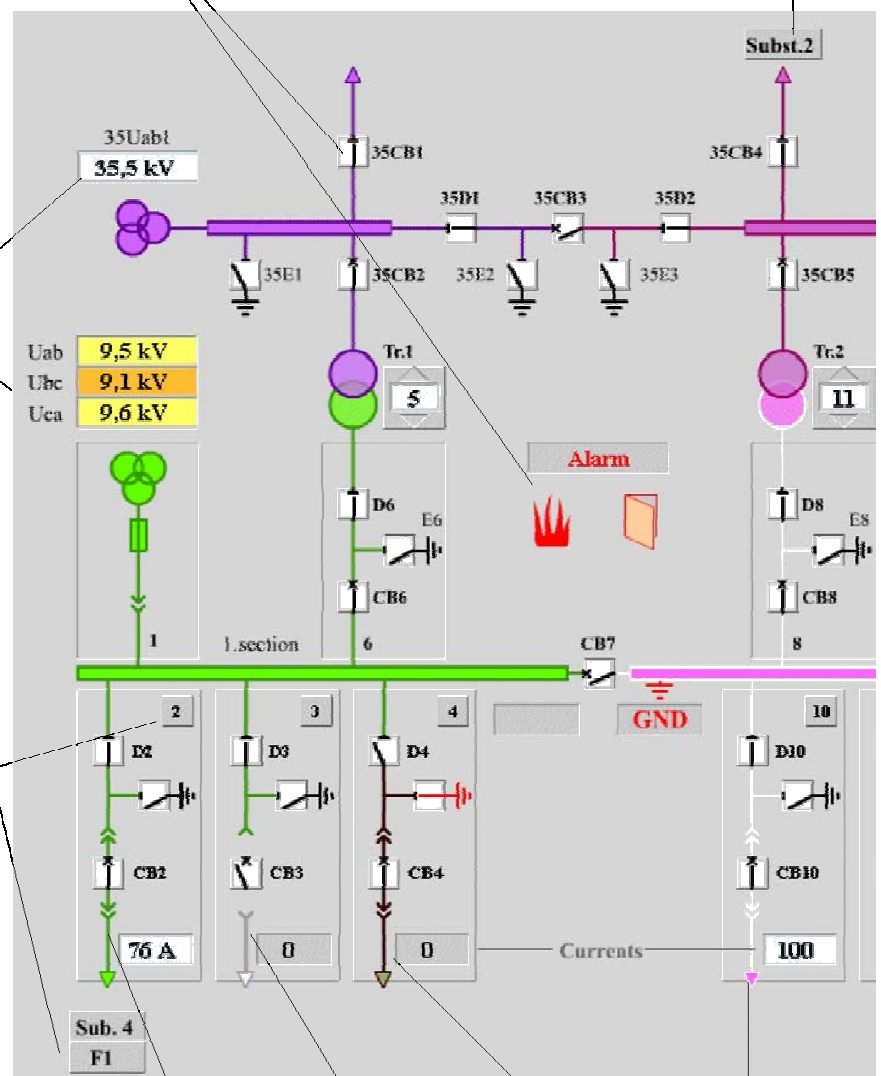 Subst.2
35Uab1
35,5 kV
35CB1
35CB4
35D1
35CB3
35D2
35E1
35CB2
35E2
35E3
35CB5
Uab 9,5 kV
Ubc 9,1 kV
Uca 9,6 kV
Tr.1
5
Tr.2
11
Alarm
D6
E6
D8
E8
CB6
CB8
1
1.section
6
CB7
8
2
3
4
GND
10
D2
D3
D4
D10
CB2
CB3
CB4
CB10
76 A
0
0
Currents
100
Sub. 4
F1